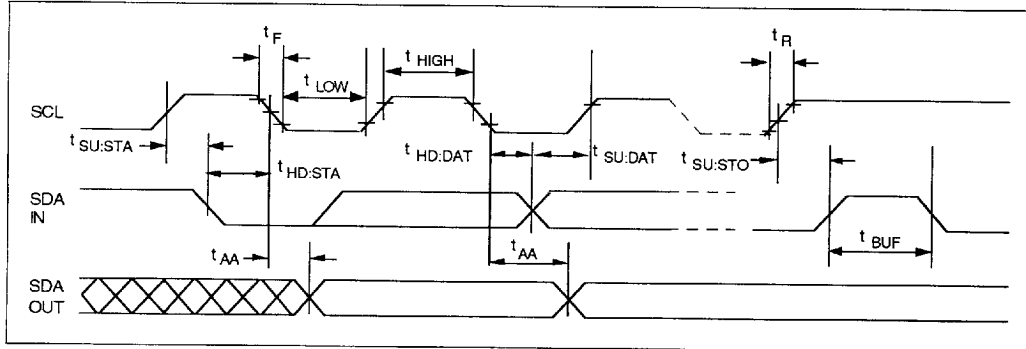 t F
t R
t LOW
t HIGH
SCL
t SU:STA
t HD:STA
t HD:DAT
t SU:DAT
t SU:STO
SDA
IN
t AA
t AA
t BUF
SDA
OUT